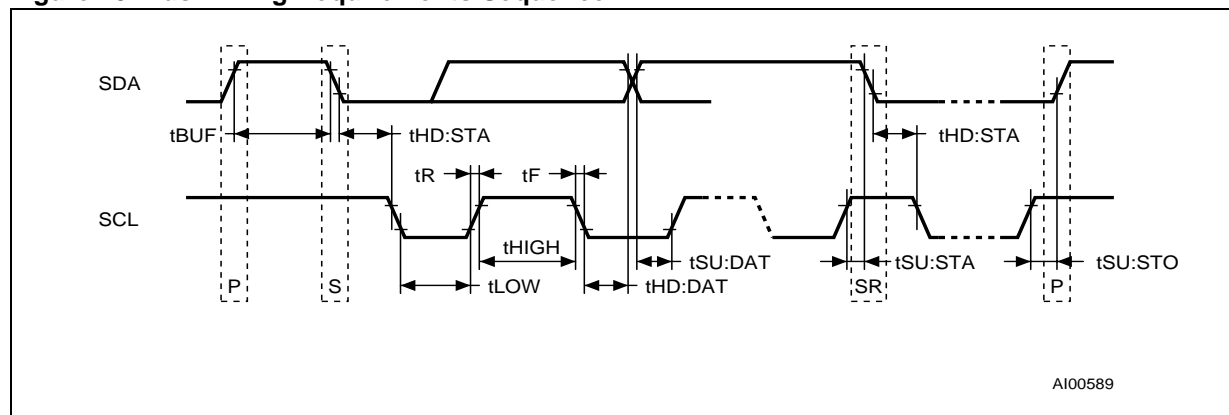 SDA
tBUF
tHD:STA
tHD:STA
tR
tF
SCL
tHIGH
tSU:DAT
tSU:STA
tSU:STO
P
S
tLOW
tHD:DAT
SR
P
AI00589